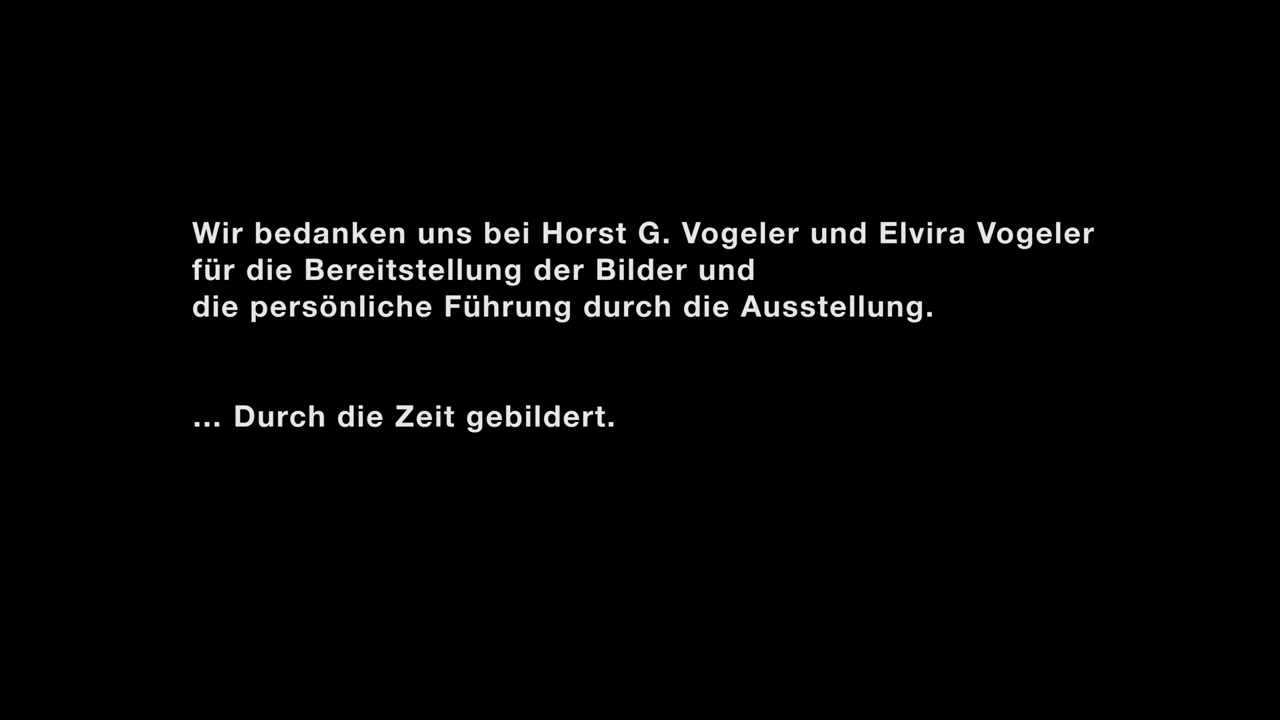 Wir bedanken uns bei Horst G. Vogeler und Elvira Vogeler
für die Bereitstellung der Bilder und
die persönliche Führung durch die Ausstellung.
... Durch die Zeit gebildert.